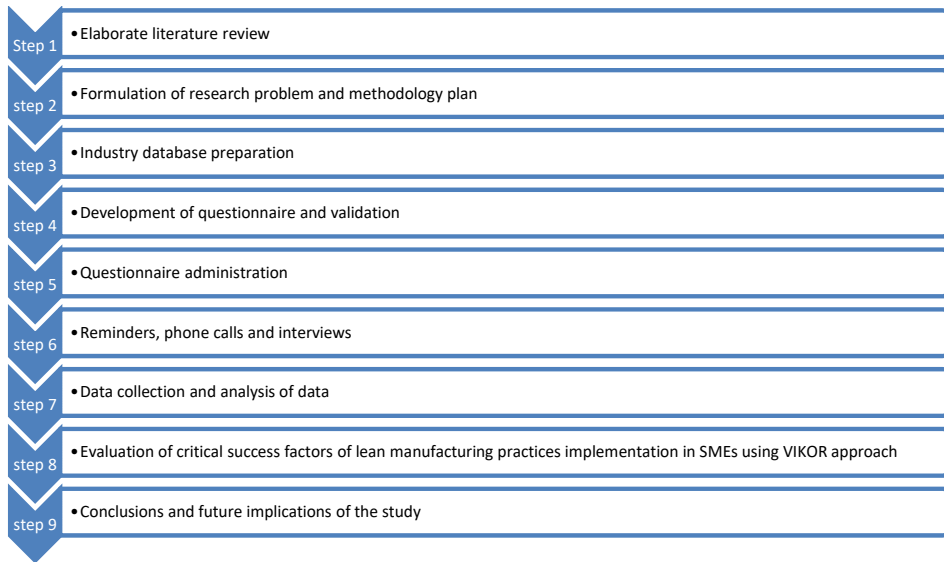 Step 1
•Elaborate literature review
step 2
•Formulation of research problem and methodology plan
step 3
•Industry database preparation
step 4
•Development of questionnaire and validation
step 5
•Questionnaire administration
step 6
•Reminders, phone calls and interviews
step 7
•Data collection and analysis of data
step 8
•Evaluation of critical success factors of lean manufacturing practices implementation in SMEs using VIKOR approach
step 9
•Conclusions and future implications of the study